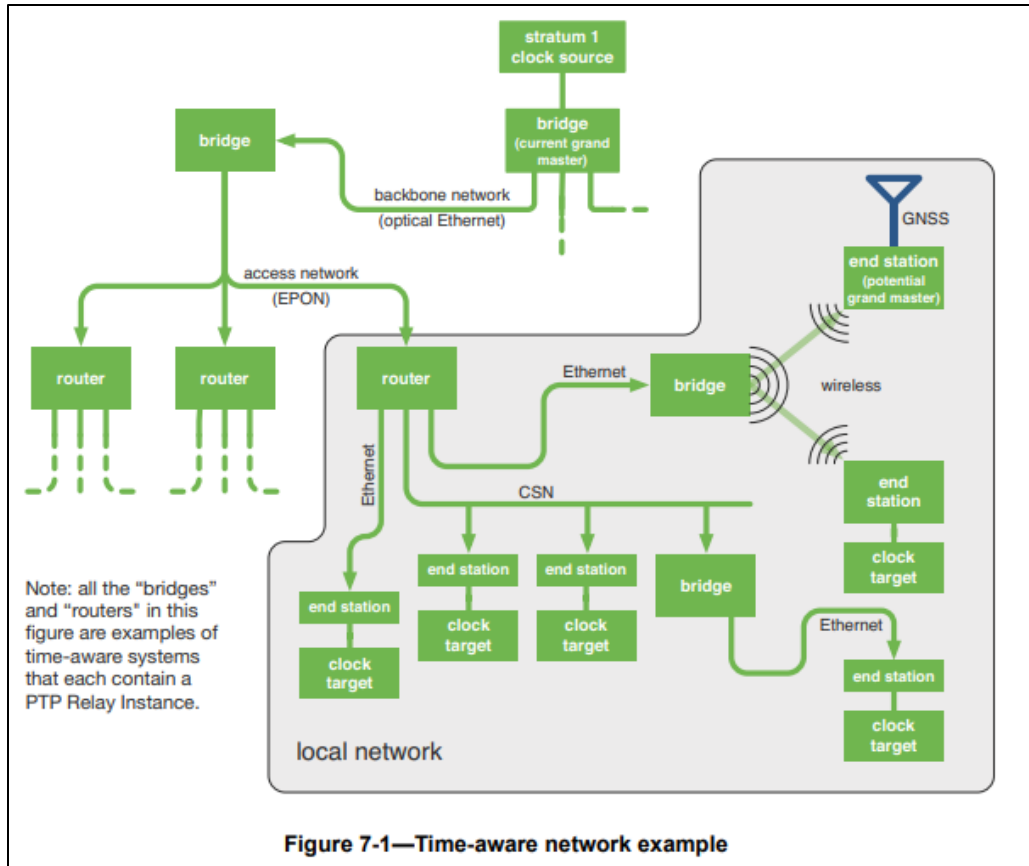 stratum 1
clock source
bridge
bridge
(current grand
master)
backbone network
(optical Ethernet)
GNSS
end station
(potential
grand master)
access network
(EPON)
router
router
router
Ethernet
bridge
wireless
Ethernet
CSN
end
station
clock
target
end station
clock
target
end station
clock
target
bridge
end station
clock
target
Ethernet
end station
clock
target
Note: all the “bridges”
and “routers" in this
figure are examples of
time-aware systems
that each contain a
PTP Relay Instance.
local network
Figure 7-1—Time-aware network example